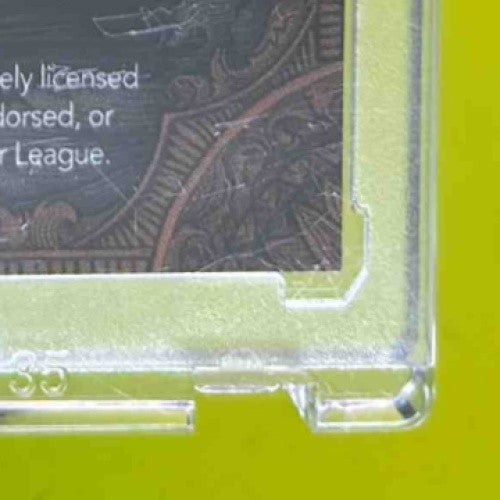 ely licensed
dorsed, or
r League.
35